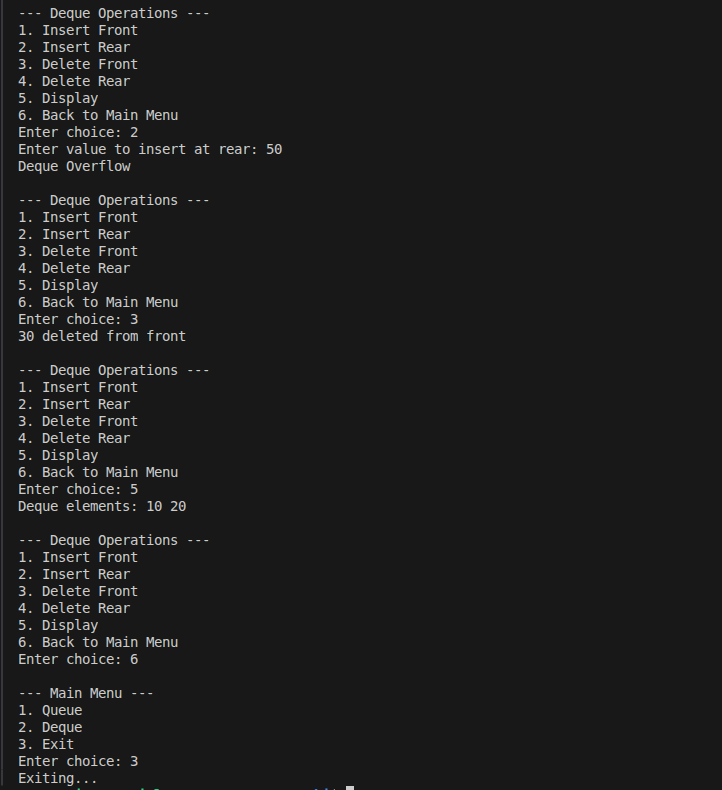 --- Deque Operations ---
1. Insert Front
2. Insert Rear
3. Delete Front
4. Delete Rear
5. Display
6. Back to Main Menu
Enter choice: 2
Enter value to insert at rear: 50
Deque Overflow
--- Deque Operations ---
1. Insert Front
2. Insert Rear
3. Delete Front
4. Delete Rear
5. Display
6. Back to Main Menu
Enter choice: 3
30 deleted from front
--- Deque Operations ---
1. Insert Front
2. Insert Rear
3. Delete Front
4. Delete Rear
5. Display
6. Back to Main Menu
Enter choice: 5
Deque elements: 10 20
--- Deque Operations ---
1. Insert Front
2. Insert Rear
3. Delete Front
4. Delete Rear
5. Display
6. Back to Main Menu
Enter choice: 6
--- Main Menu ---
1. Queue
2. Deque
3. Exit
Enter choice: 3
Exiting...